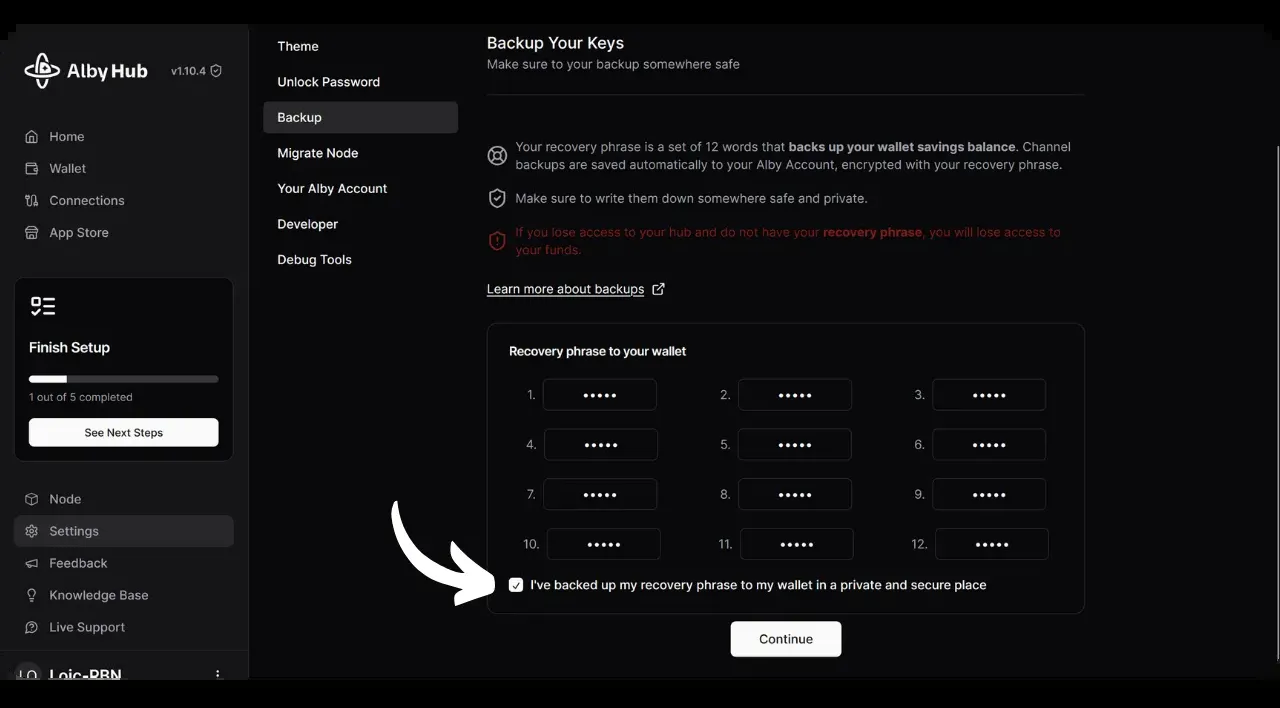 Alby Hub v1.10.4
Home
Wallet
Connections
App Store
Finish Setup
1 out of 5 completed
See Next Steps
Node
Settings
Feedback
Knowledge Base
Live Support
LO Loic-PBN
Theme
Unlock Password
Backup
Migrate Node
Your Alby Account
Developer
Debug Tools
Backup Your Keys
Make sure to your backup somewhere safe
Your recovery phrase is a set of 12 words that backs up your wallet savings balance. Channel
backups are saved automatically to your Alby Account, encrypted with your recovery phrase.
Make sure to write them down somewhere safe and private.
If you lose access to your hub and do not have your recovery phrase, you will lose access to
your funds.
Learn more about backups
Recovery phrase to your wallet
1. ••••• 2. ••••• 3. •••••
4. ••••• 5. ••••• 6. •••••
7. ••••• 8. ••••• 9. •••••
10. ••••• 11. ••••• 12. •••••
I've backed up my recovery phrase to my wallet in a private and secure place
Continue